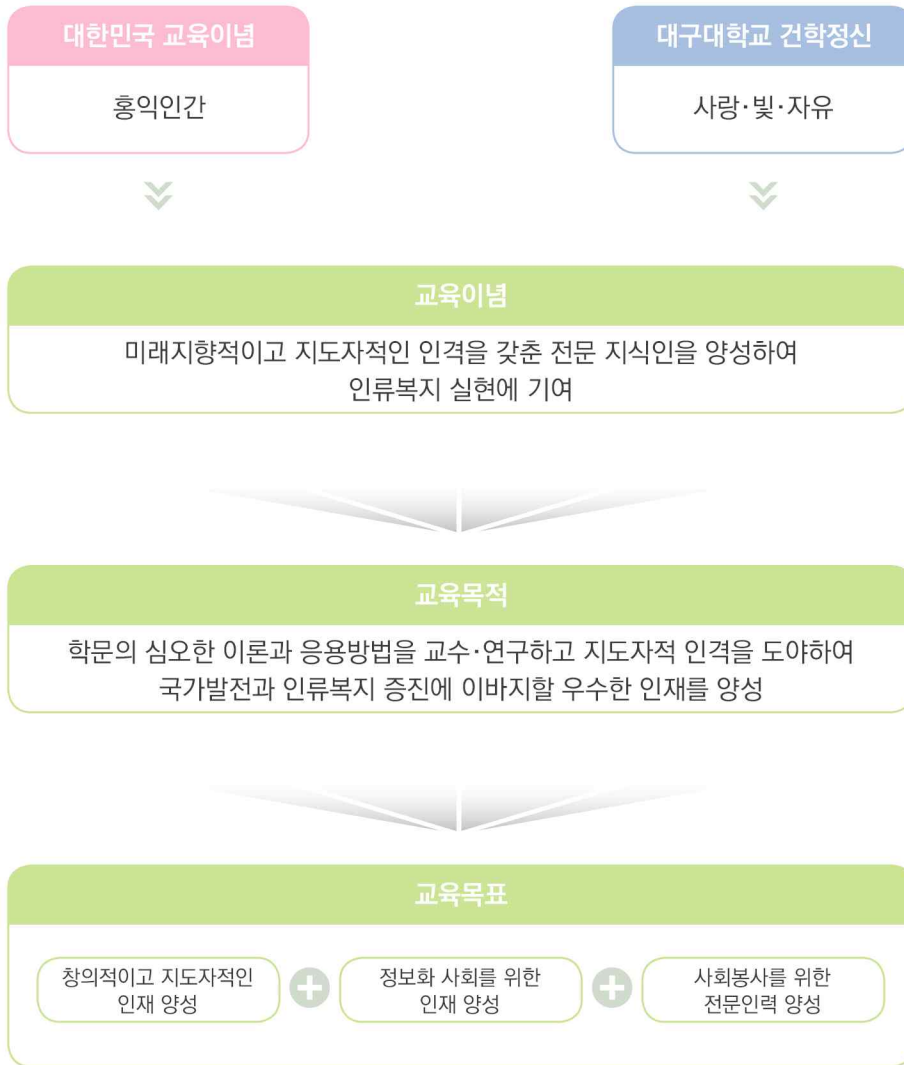 대한민국 교육이념
홍익인간
대구대학교 건학정신
사랑·빛·자유
교육이념
미래지향적이고 지도자적인 인격을 갖춘 전문 지식인을 양성하여
인류복지 실현에 기여
교육목적
학문의 심오한 이론과 응용방법을 교수·연구하고 지도자적 인격을 도야하여
국가발전과 인류복지 증진에 이바지할 우수한 인재를 양성
교육목표
창의적이고 지도자적인
인재 양성
정보화 사회를 위한
인재 양성
사회봉사를 위한
전문인력 양성